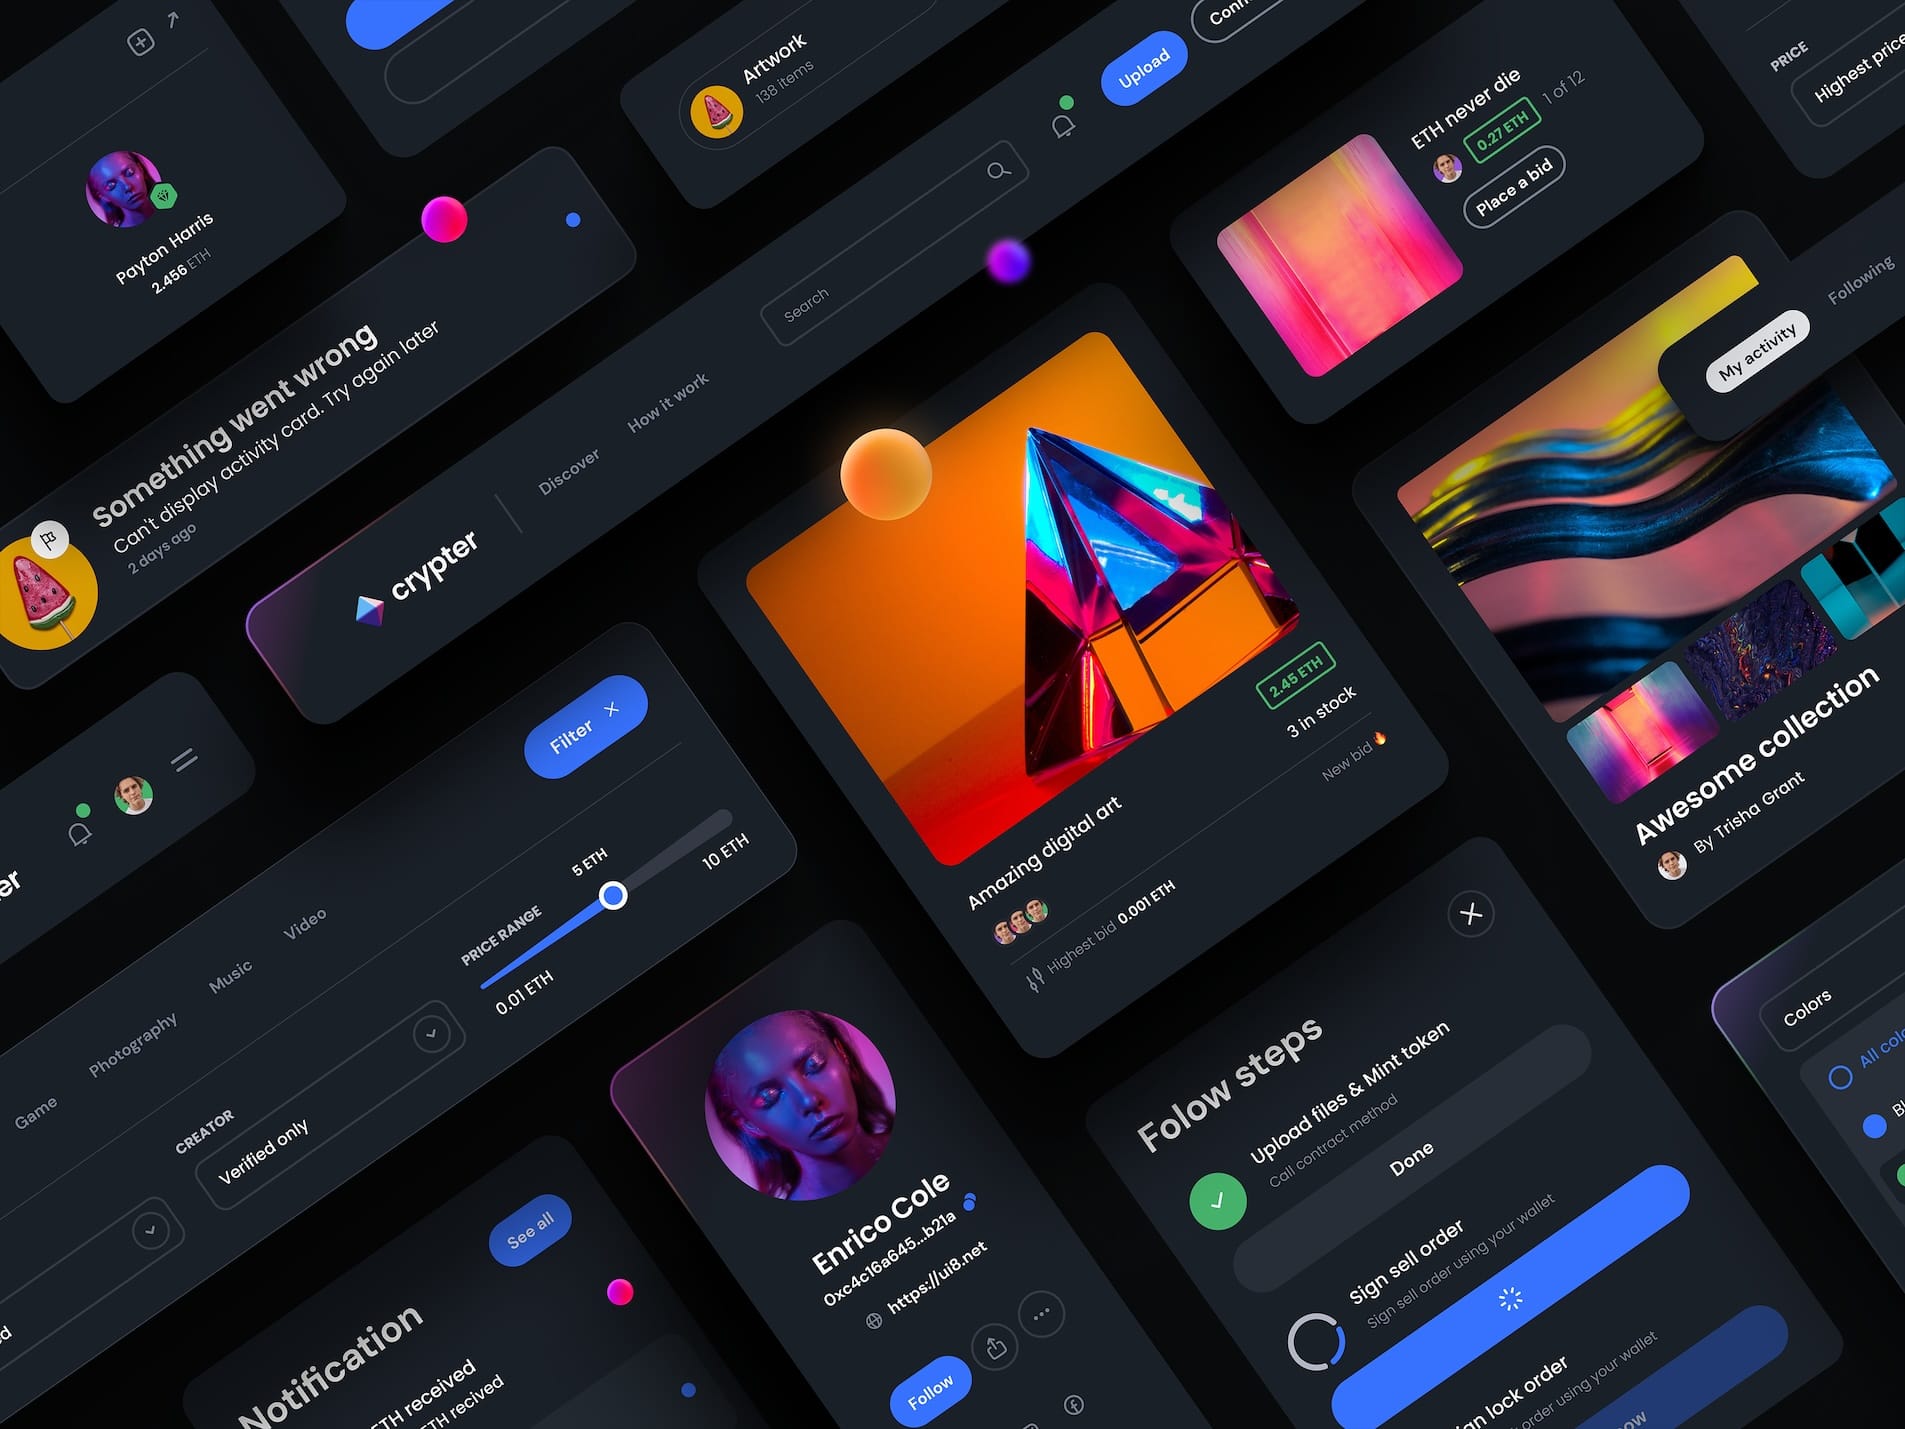 Payton Harris
2.456 ETH
Something went wrong
Can't display activity card. Try again later
2 days ago
Artwork
138 items
crypter
Discover
How it work
Search
Upload
ETH never die
0.27 ETH
1 of 12
Place a bid
PRICE
Highest price
My activity
Following
Filter
Game
Photography
Music
Video
CREATOR
Verified only
PRICE RANGE
5 ETH
0.01 ETH
10 ETH
Amazing digital art
2.45 ETH
3 in stock
Highest bid 0.001 ETH
New bid
Awesome collection
By Trisha Grant
Notification
See all
ETH received
ETH recived
Enrico Cole
0xc4c16a645...b21a
https://ui8.net
Follow
Folow steps
Upload files & Mint token
Call contract method
Done
Sign sell order
Sign sell order using your wallet
lock order
order using your wallet
Colors